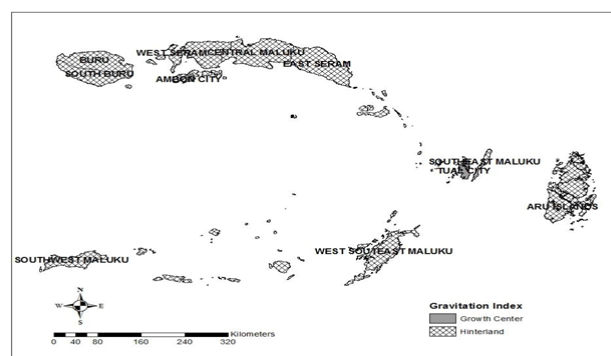 WEST SERAM CENTRAL MALUKU
BURU
EAST SERAM
SOUTH BURU
AMBON CITY
SOUTHEAST MALUKU
TUAL CITY
ARU ISLANDS
WEST SOUTEAST MALUKU
SOUTHWEST MALUKU
N
W E
S
Gravitation Index
Growth Center
Hinterland
Kilometers
0 40 80 160 240 320